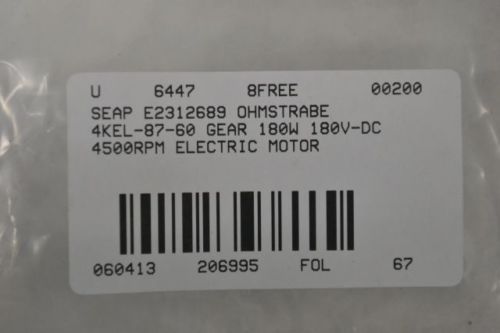 U 6447 8FREE 00200
SEAP E2312689 OHMSTRABE
4KEL-87-60 GEAR 180W 180V-DC
4500RPM ELECTRIC MOTOR
060413 206995 FOL 67